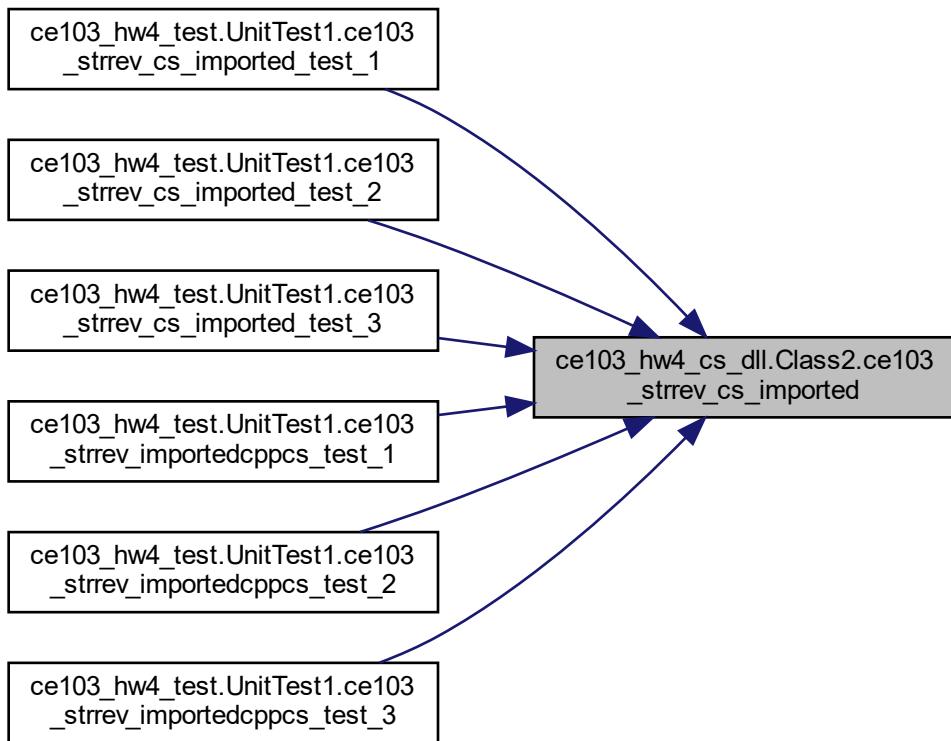 ce103_hw4_test.UnitTest1.ce103
_strrev_cs_imported_test_1
ce103_hw4_test.UnitTest1.ce103
_strrev_cs_imported_test_2
ce103_hw4_test.UnitTest1.ce103
_strrev_cs_imported_test_3
ce103_hw4_cs_dll.Class2.ce103
_strrev_cs_imported
ce103_hw4_test.UnitTest1.ce103
_strrev_importedcppcs_test_1
ce103_hw4_test.UnitTest1.ce103
_strrev_importedcppcs_test_2
ce103_hw4_test.UnitTest1.ce103
_strrev_importedcppcs_test_3